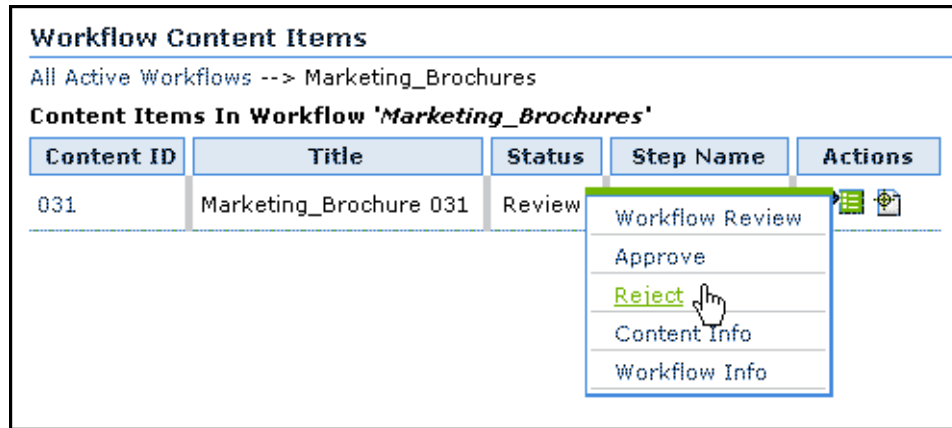 Workflow Content Items
All Active Workflows --> Marketing_Brochures
Content Items In Workflow 'Marketing_Brochures'
Content ID Title Status Step Name Actions
031 Marketing_Brochure 031 Review
Workflow Review
Approve
Reject
Content Info
Workflow Info